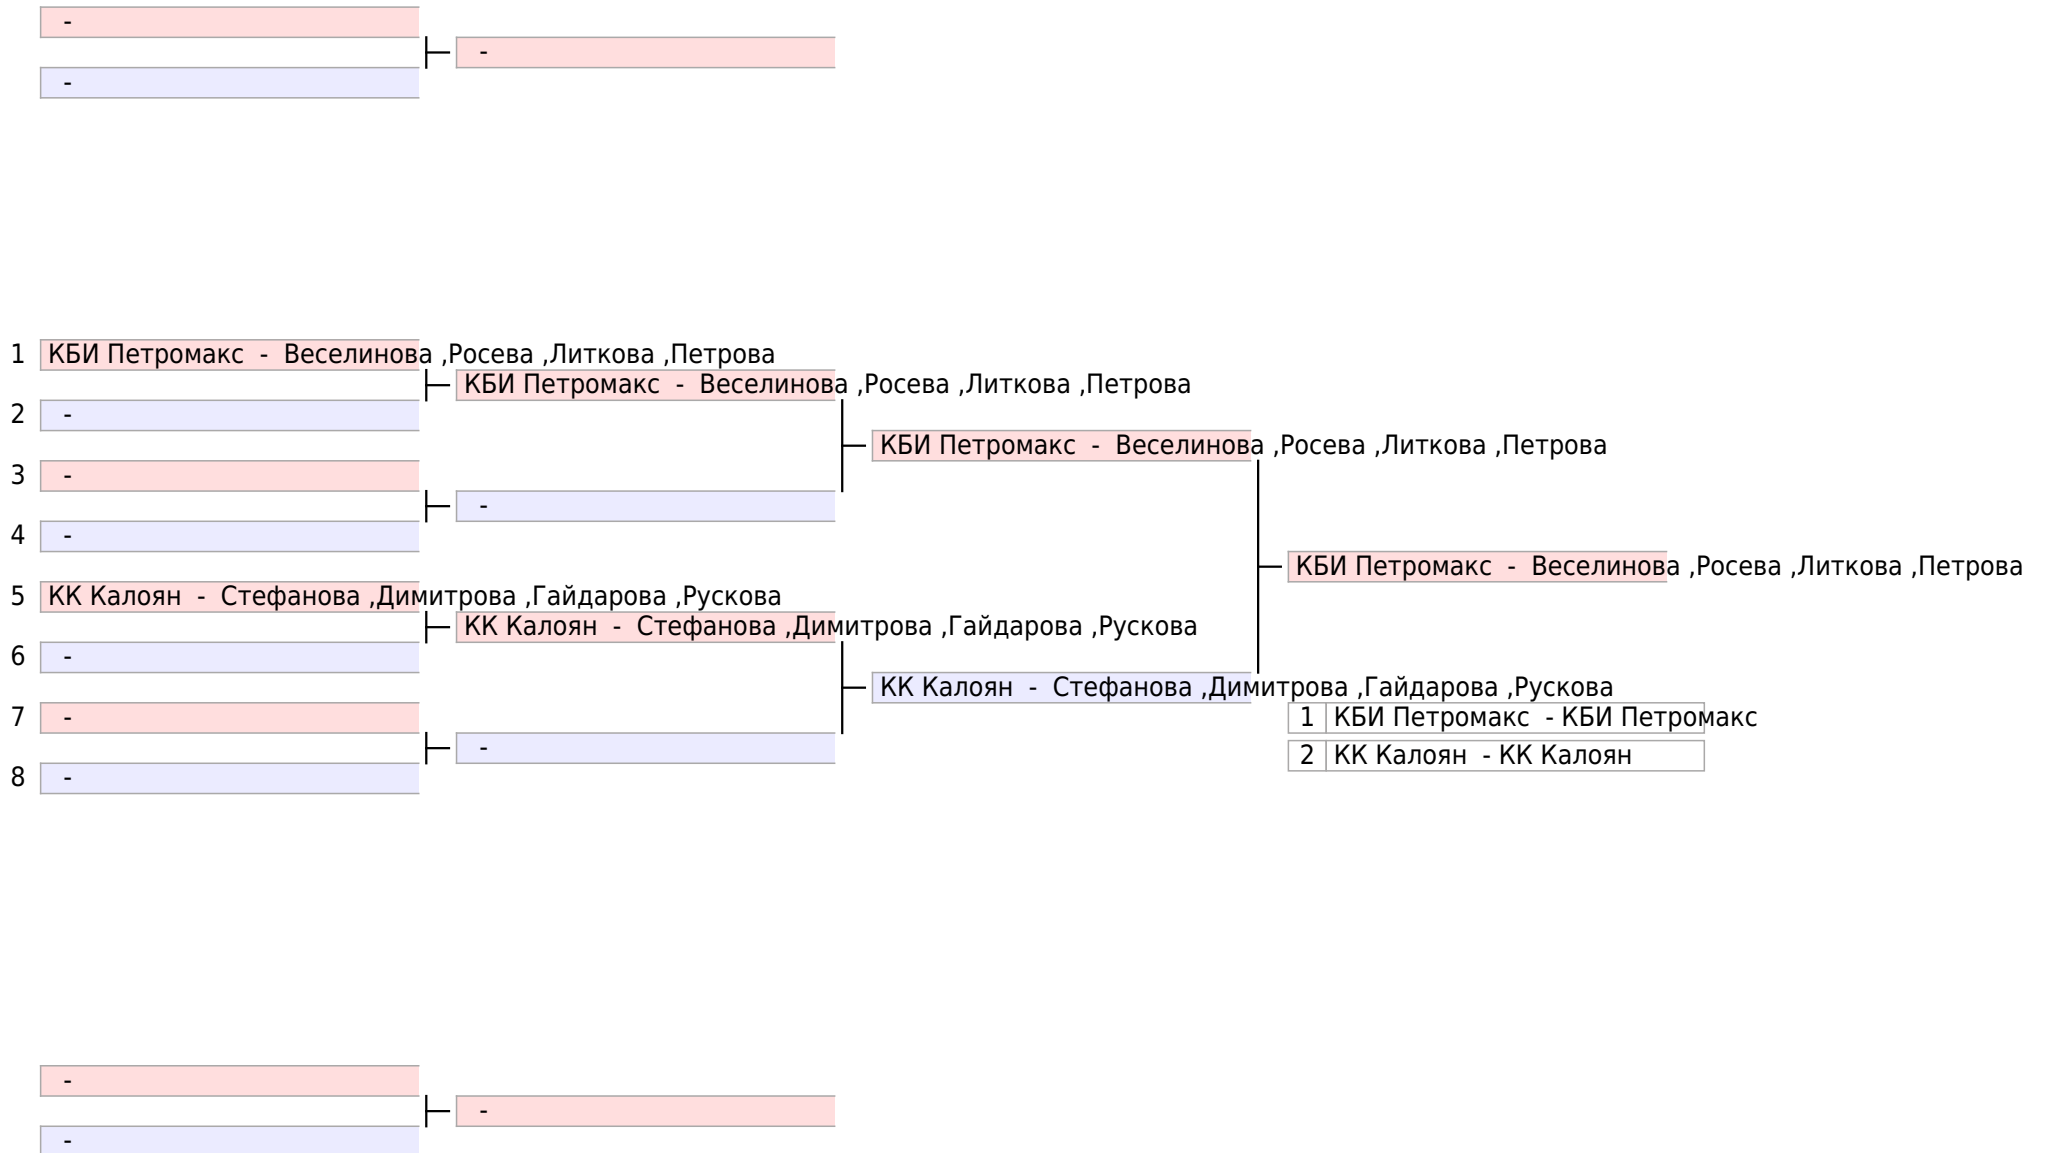 -
-
-
1 КБИ Петромакс - Веселинова ,Росева ,Литкова ,Петрова
КБИ Петромакс - Веселинова ,Росева ,Литкова ,Петрова
2 -
КБИ Петромакс - Веселинова ,Росева ,Литкова ,Петрова
3 -
-
4 -
КБИ Петромакс - Веселинова ,Росева ,Литкова ,Петрова
5 КК Калоян - Стефанова ,Димитрова ,Гайдарова ,Рускова
КК Калоян - Стефанова ,Димитрова ,Гайдарова ,Рускова
6 -
КК Калоян - Стефанова ,Димитрова ,Гайдарова ,Рускова
7 -
1 КБИ Петромакс - КБИ Петромакс
-
2 КК Калоян - КК Калоян
8 -
-
-
-